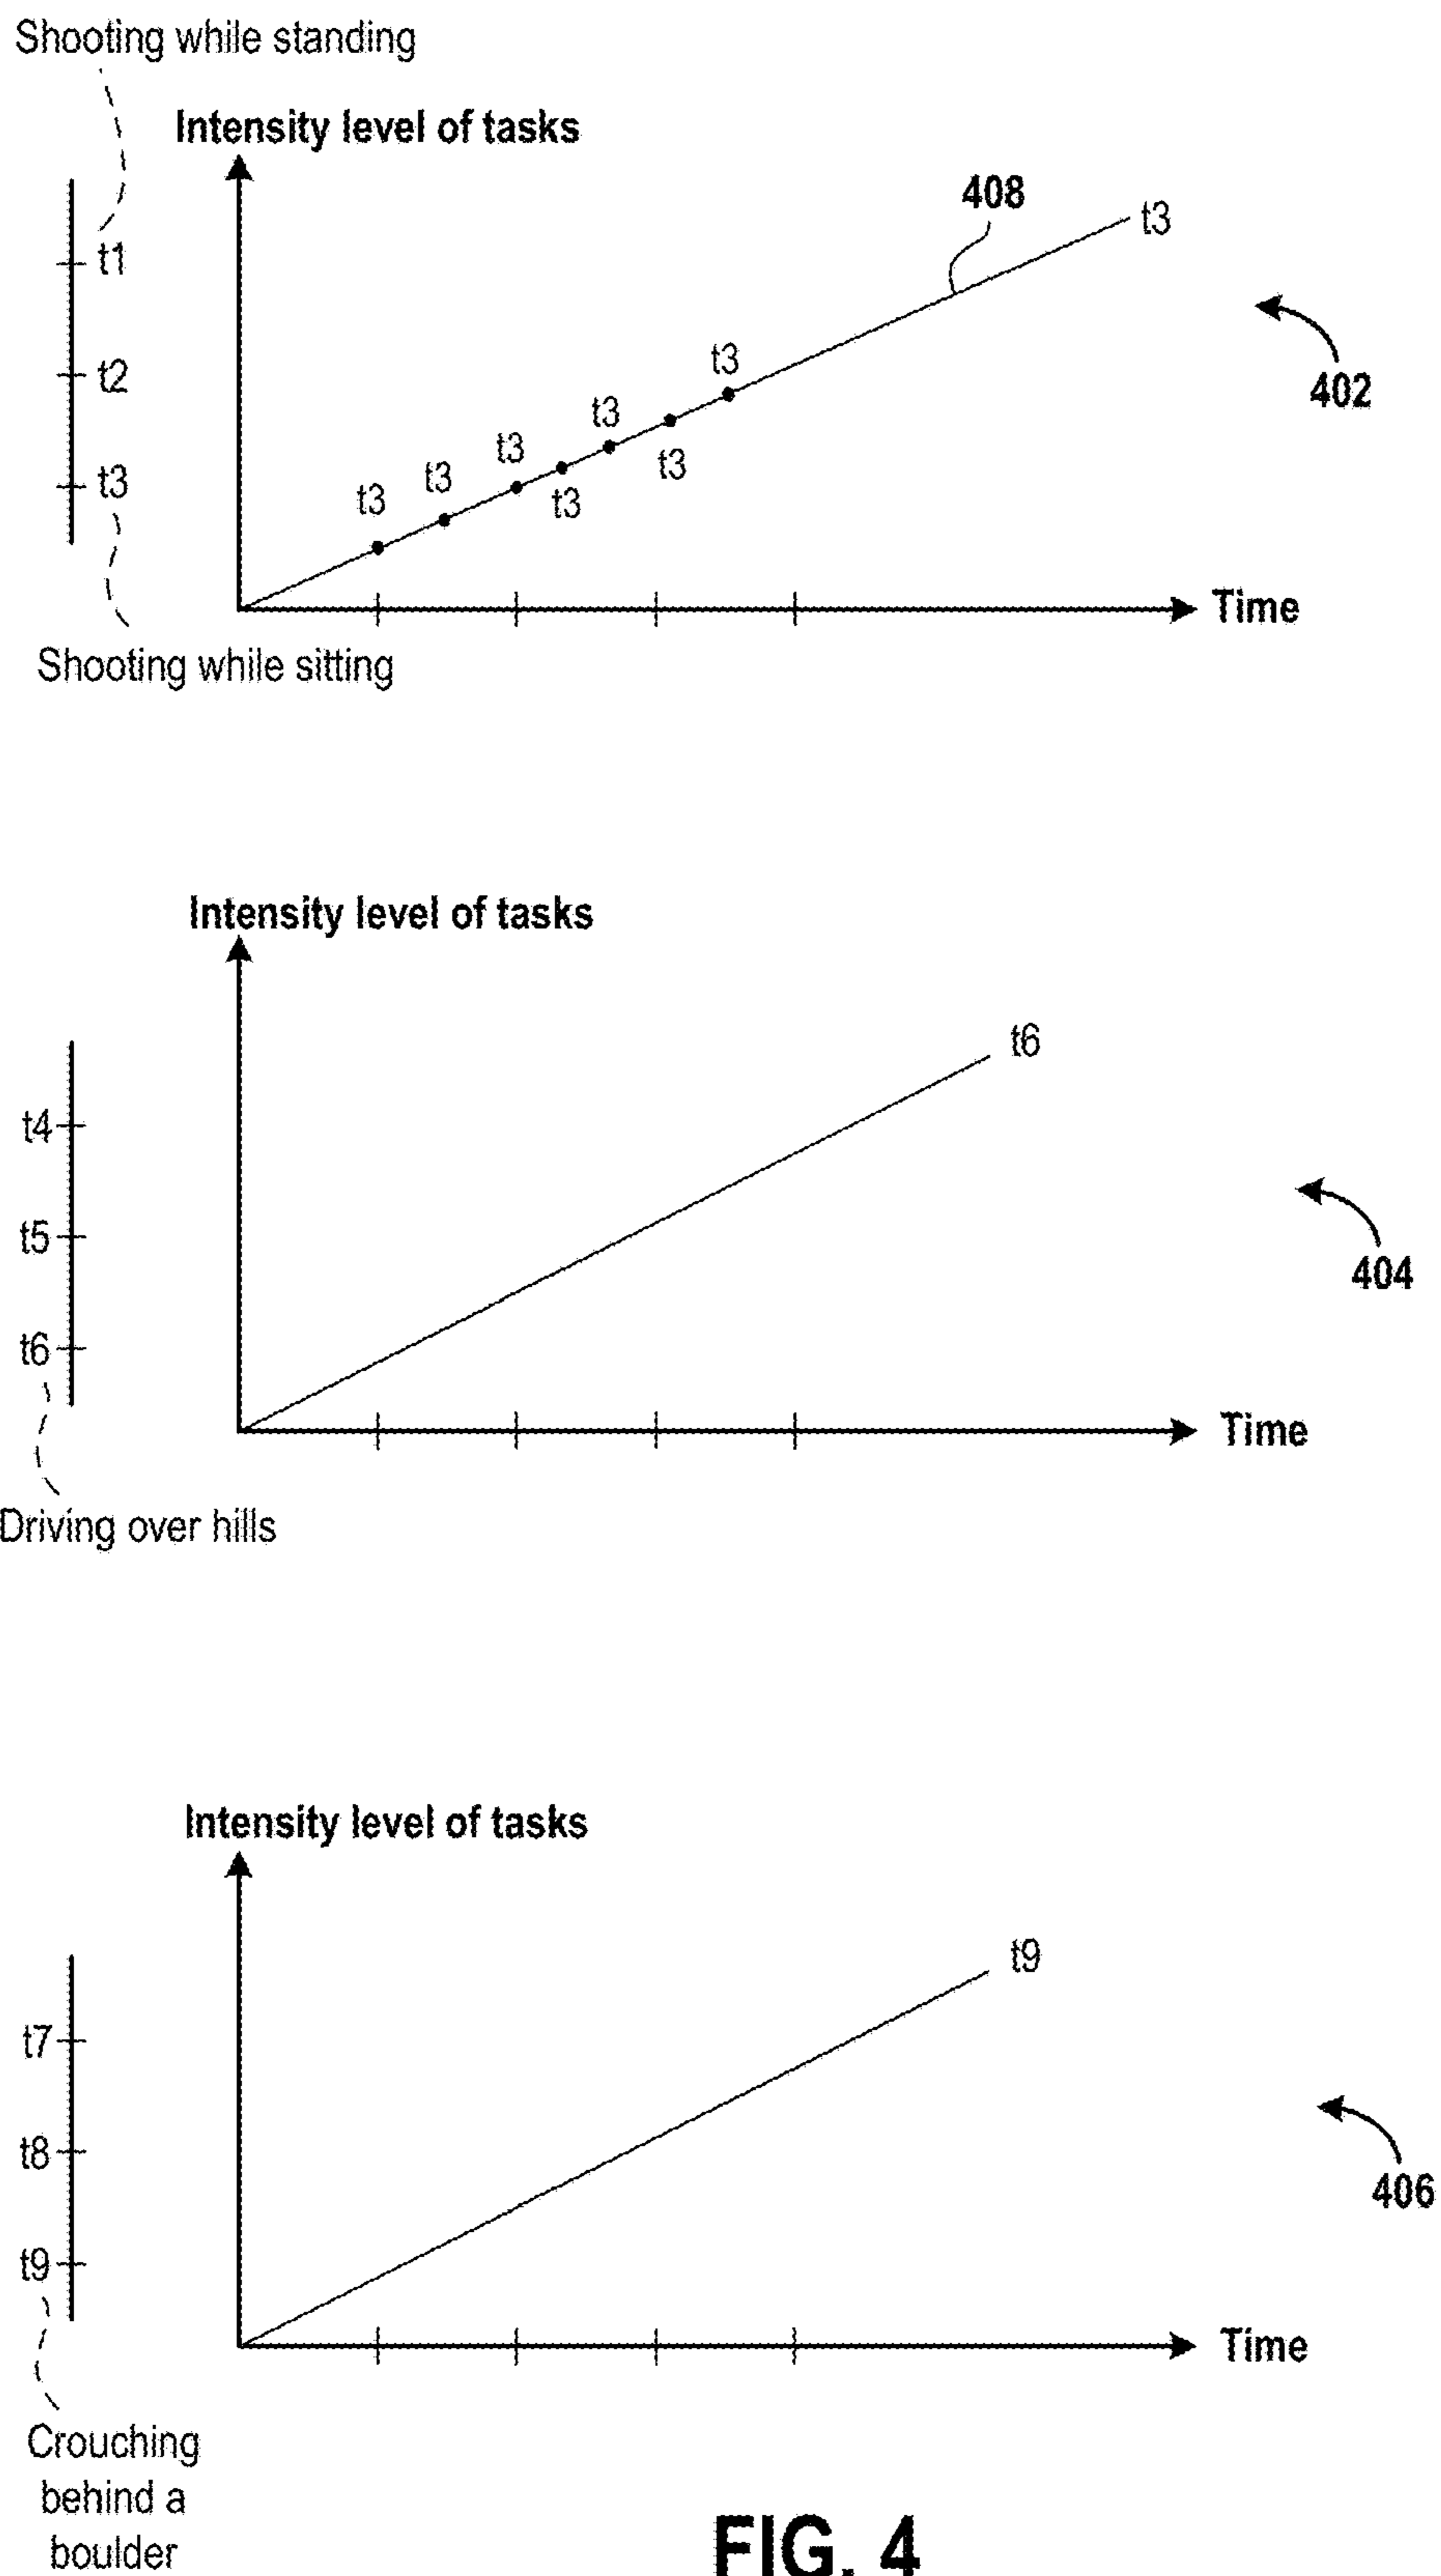 Shooting while standing
Intensity level of tasks
408
t3
t1
402
t2
t3
t3
t3
t3
t3
t3
t3
t3
t3
Time
Shooting while sitting
Intensity level of tasks
t6
t4
t5
404
t6
Time
Driving over hills
Intensity level of tasks
t9
t7
t8
406
t9
Time
Crouching
behind a
boulder
FIG. 4